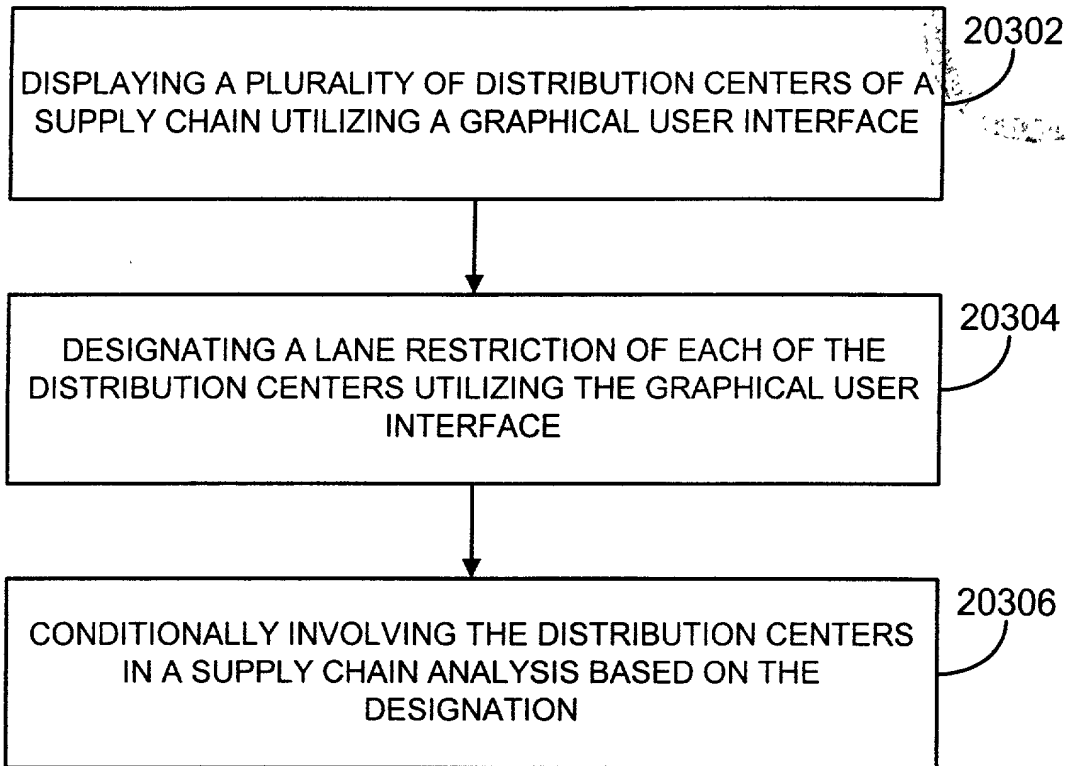 20302
DISPLAYING A PLURALITY OF DISTRIBUTION CENTERS OF A
SUPPLY CHAIN UTILIZING A GRAPHICAL USER INTERFACE
20304
DESIGNATING A LANE RESTRICTION OF EACH OF THE
DISTRIBUTION CENTERS UTILIZING THE GRAPHICAL USER
INTERFACE
20306
CONDITIONALLY INVOLVING THE DISTRIBUTION CENTERS
IN A SUPPLY CHAIN ANALYSIS BASED ON THE
DESIGNATION